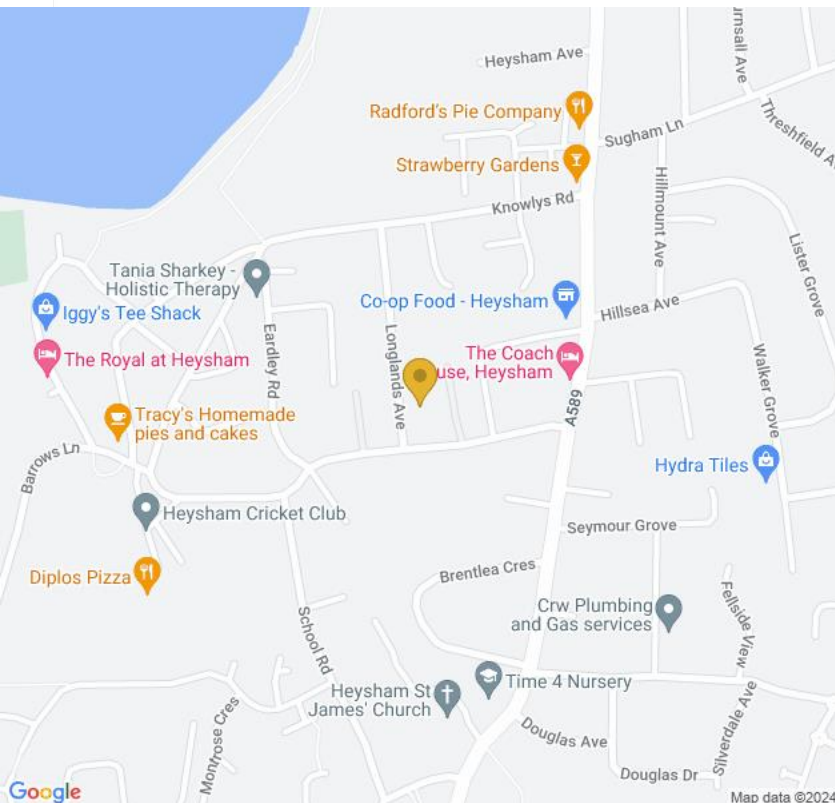 Heysham Ave
Radford's Pie Company
Sugham Ln
Threshfield
Strawberry Gardens
Knowlys Rd
Hillmount Ave
Lister Grove
Tania Sharkey -
Holistic Therapy
Co-op Food - Heysham
Hillsea Ave
Iggy's Tee Shack
Eardley Rd
Longlands Ave
The Royal at Heysham
The Coach
use, Heysham
Walker Grove
A589
Tracy's Homemade
pies and cakes
Barrows Ln
Hydra Tiles
Heysham Cricket Club
Seymour Grove
Diplos Pizza
Brentlea Cres
Crw Plumbing
and Gas services
Fellside View
School Rd
Heysham St
James' Church
Time 4 Nursery
Montrose Cres
Silverdale Ave
Douglas Ave
Douglas Dr
Google
Map data ©2024